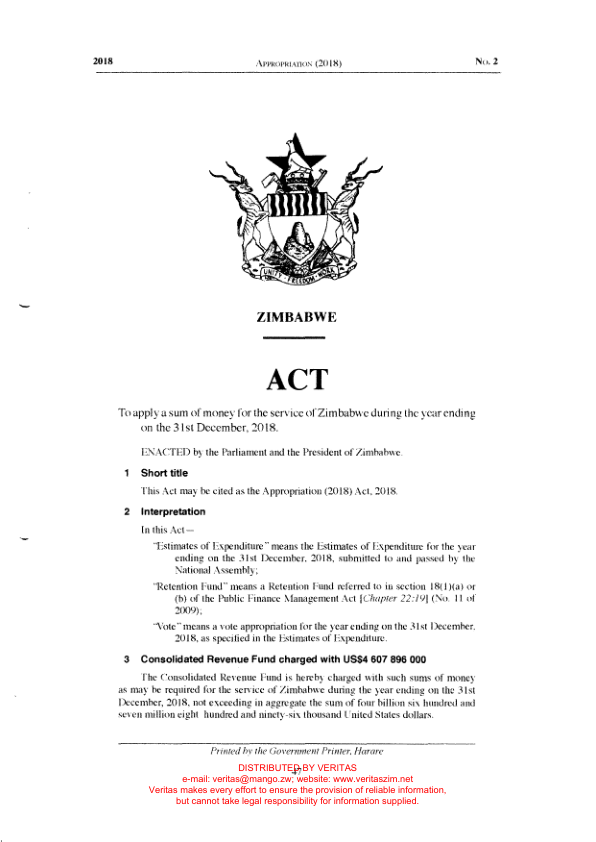 2018 APPROPRIATION (2018) No. 2
UNITY FREEDOM WORK
ZIMBABWE
ACT
To apply a sum of money for the service of Zimbabwe during the year ending
on the 31st December, 2018.
ENACTED by the Parliament and the President of Zimbabwe.
1 Short title
This Act may be cited as the Appropriation (2018) Act, 2018.
2 Interpretation
In this Act—
"Estimates of Expenditure" means the Estimates of Expenditure for the year
ending on the 31st December, 2018, submitted to and passed by the
National Assembly;
"Retention Fund" means a Retention Fund referred to in section 18(1)(a) or
(b) of the Public Finance Management Act [Chapter 22:19] (No. 11 of
2009);
"Vote" means a vote appropriation for the year ending on the 31st December,
2018, as specified in the Estimates of Expenditure.
3 Consolidated Revenue Fund charged with US$4 607 896 000
The Consolidated Revenue Fund is hereby charged with such sums of money
as may be required for the service of Zimbabwe during the year ending on the 31st
December, 2018, not exceeding in aggregate the sum of four billion six hundred and
seven million eight hundred and ninety-six thousand United States dollars.
Printed by the Government Printer, Harare
DISTRIBUTED BY VERITAS
e-mail: veritas@mango.zw; website: www.veritaszim.net
Veritas makes every effort to ensure the provision of reliable information,
but cannot take legal responsibility for information supplied.